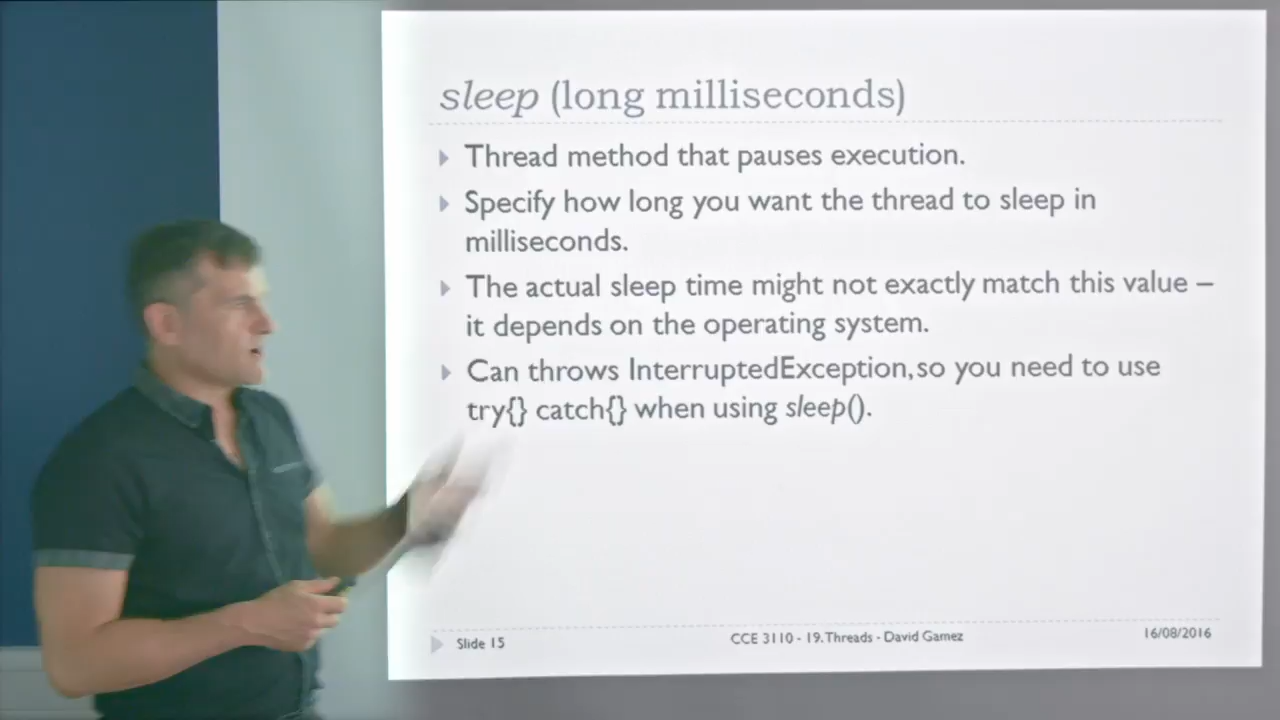 sleep (long milliseconds)
Thread method that pauses execution.
Specify how long you want the thread to sleep in
milliseconds.
The actual sleep time might not exactly match this value –
it depends on the operating system.
Can throws InterruptedException, so you need to use
try{} catch{} when using sleep().
Slide 15
CCE 3110 - 19. Threads - David Gamez
16/08/2016